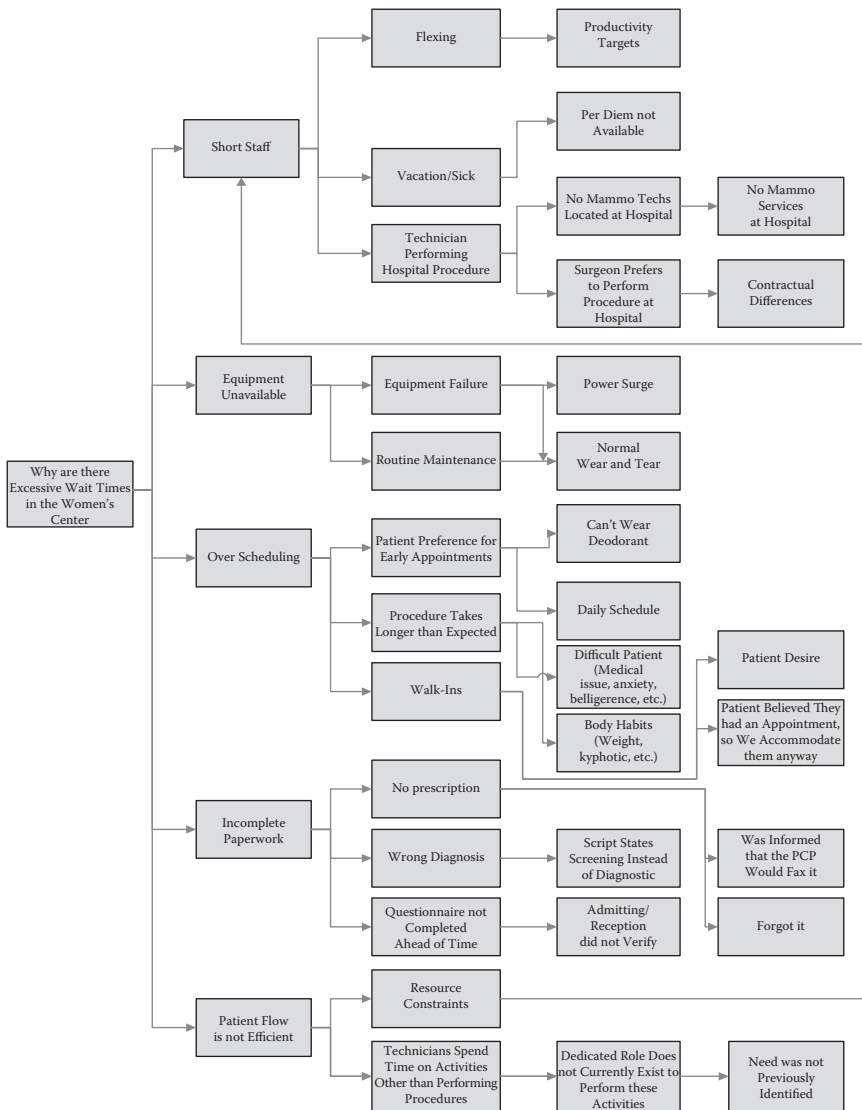 Flexing
Productivity
Targets
Short Staff
Per Diem not
Available
Vacation/Sick
No Mammo Techs
Located at Hospital
No Mammo
Services
at Hospital
Technician
Performing
Hospital Procedure
Surgeon Prefers
to Perform
Procedure at
Hospital
Contractual
Differences
Equipment
Unavailable
Equipment Failure
Power Surge
Routine Maintenance
Normal
Wear and Tear
Why are there
Excessive Wait Times
in the Women's
Center
Over Scheduling
Patient Preference for
Early Appointments
Can't Wear
Deodorant
Daily Schedule
Procedure Takes
Longer than Expected
Difficult Patient
(Medical
issue, anxiety,
belligerence, etc.)
Patient Desire
Walk-Ins
Body Habits
(Weight,
kyphotic, etc.)
Patient Believed They
had an Appointment,
so We Accommodate
them anyway
Incomplete
Paperwork
No prescription
Wrong Diagnosis
Script States
Screening Instead
of Diagnostic
Was Informed
that the PCP
Would Fax it
Questionnaire not
Completed
Ahead of Time
Admitting/
Reception
did not Verify
Forgot it
Patient Flow
is not Efficient
Resource
Constraints
Technicians Spend
Time on Activities
Other than Performing
Procedures
Dedicated Role Does
not Currently Exist to
Perform these
Activities
Need was not
Previously
Identified